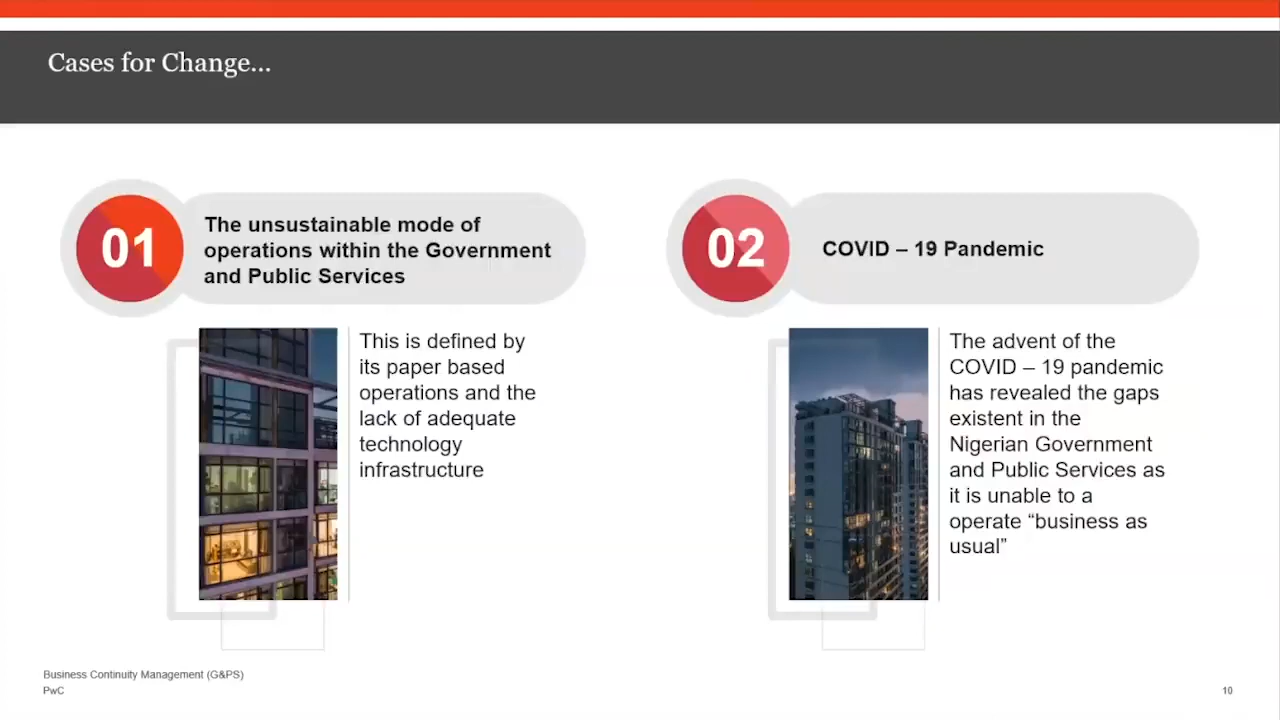 Cases for Change...
01
The unsustainable mode of
operations within the Government
and Public Services
This is defined by
its paper based
operations and the
lack of adequate
technology
infrastructure
02
COVID – 19 Pandemic
The advent of the
COVID – 19 pandemic
has revealed the gaps
existent in the
Nigerian Government
and Public Services as
it is unable to a
operate “business as
usual”
Business Continuity Management (G&PS)
PwC
10